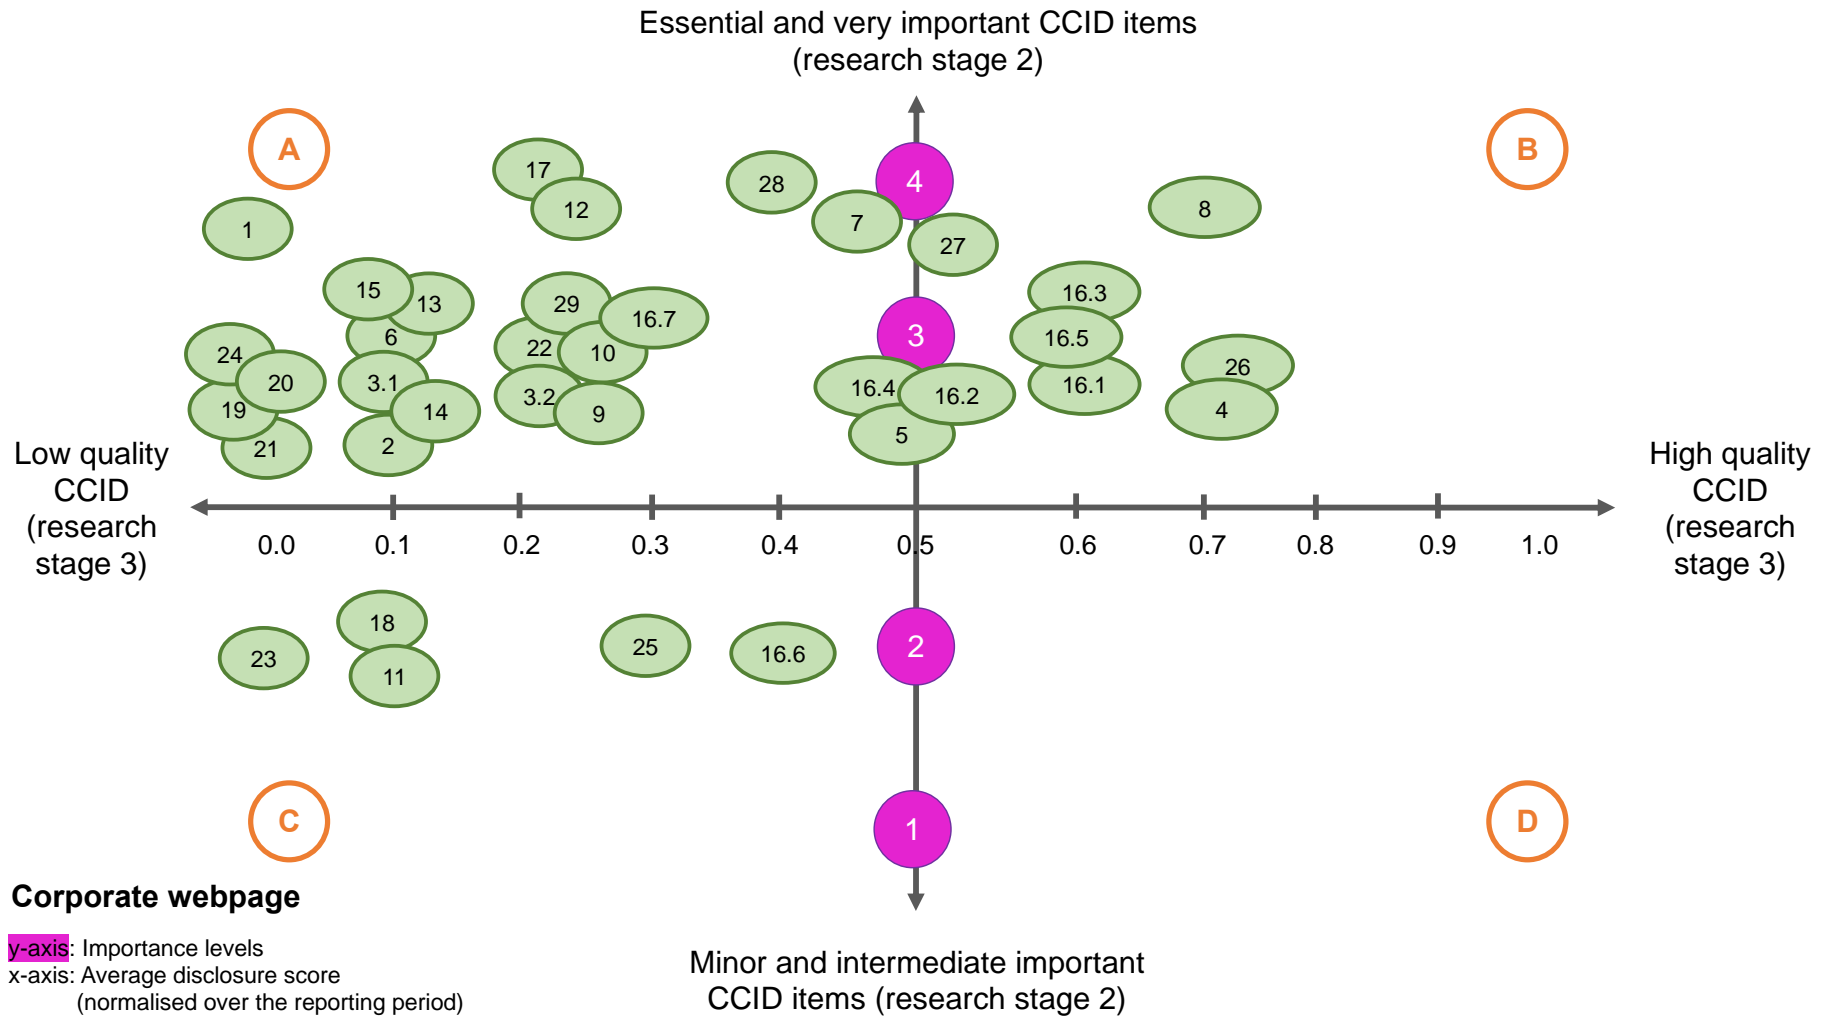 Essential and very important CCID items
(research stage 2)
A
B
17
28
4
12
8
1
7
27
15
13
29
16.7
16.3
6
22
10
3
16.5
24
20
3.1
16.4
16.2
16.1
26
19
14
3.2
9
4
21
2
5
Low quality
CCID
(research
stage 3)
High quality
CCID
(research
stage 3)
0.0 0.1 0.2 0.3 0.4 0.5 0.6 0.7 0.8 0.9 1.0
18
23
11
25
16.6
2
C
1
D
Corporate webpage
y-axis: Importance levels
x-axis: Average disclosure score
(normalised over the reporting period)
Minor and intermediate important
CCID items (research stage 2)